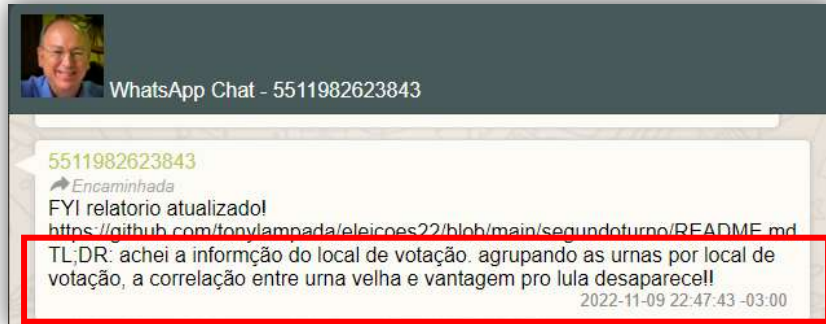 WhatsApp Chat - 5511982623843
5511982623843
Encaminhada
FYI relatorio atualizado!
https://github.com/tonylampada/eleicoes22/blob/main/segundoturno/README.md
TL;DR: achei a informção do local de votação. agrupando as urnas por local de
votação, a correlação entre urna velha e vantagem pro lula desaparece!!
2022-11-09 22:47:43 -03:00